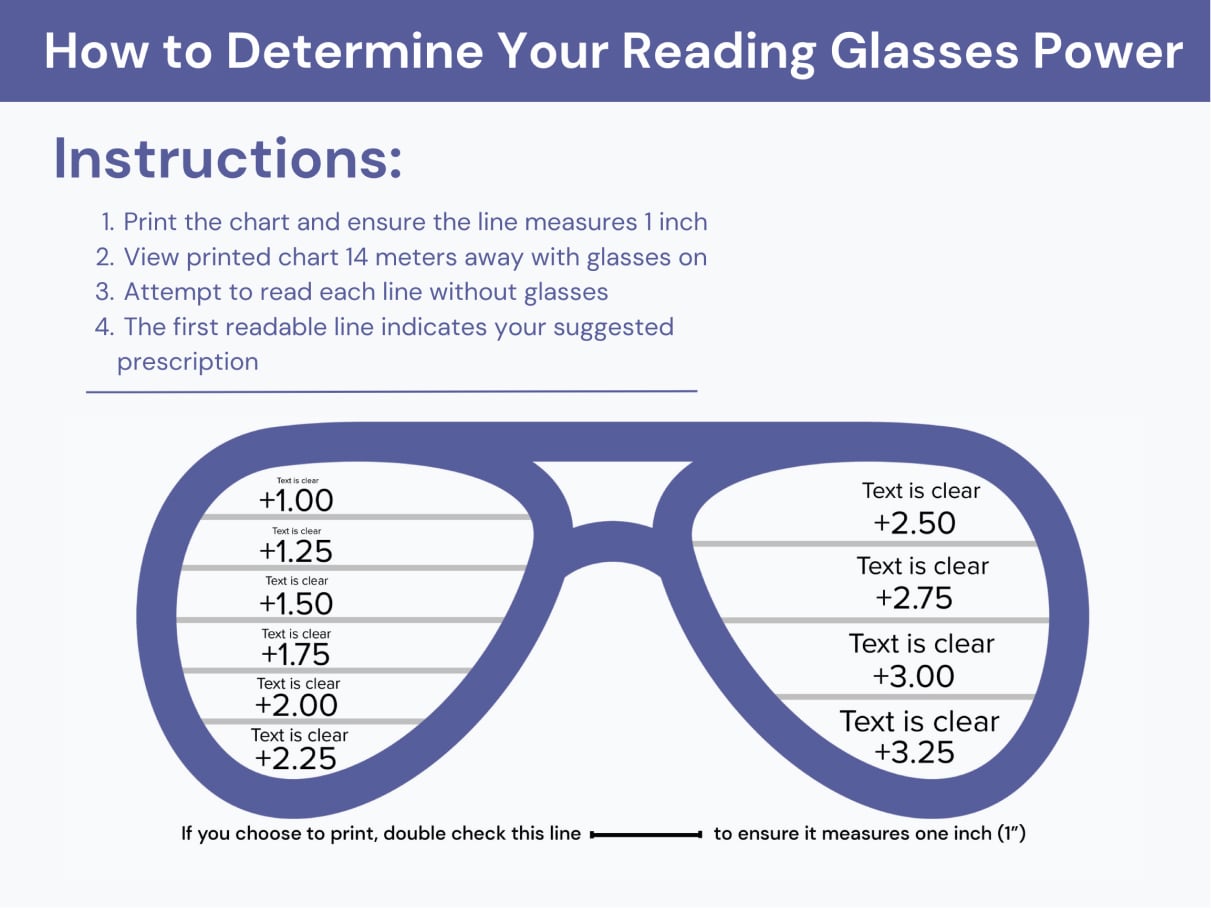 How to Determine Your Reading Glasses Power
Instructions:
1. Print the chart and ensure the line measures 1 inch
2. View printed chart 14 meters away with glasses on
3. Attempt to read each line without glasses
4. The first readable line indicates your suggested
prescription
Text is clear
+1.00
Text is clear
+1.25
Text is clear
+1.50
Text is clear
+1.75
Text is clear
+2.00
Text is clear
+2.25
Text is clear
+2.50
Text is clear
+2.75
Text is clear
+3.00
Text is clear
+3.25
If you choose to print, double check this line to ensure it measures one inch (1”)